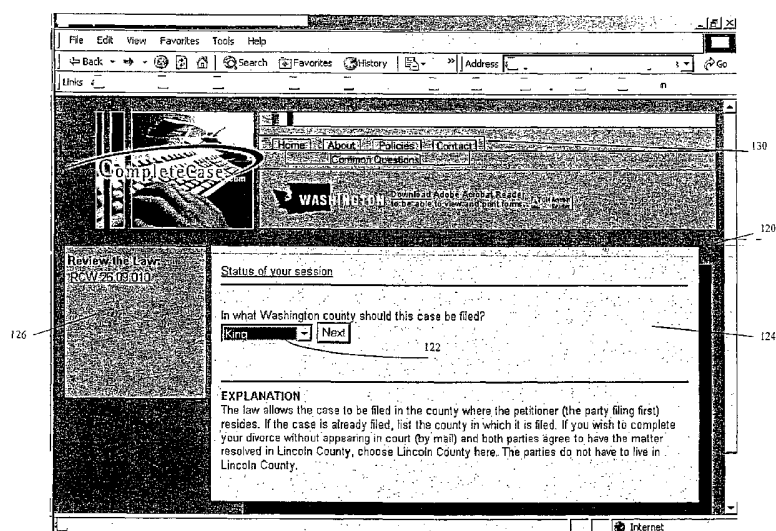 File Edit View Favorites Tools Help
Back Search Favorites History Address Go
Links
Home About Policies Contact
Common Questions
130
CompleteCase.com
WASHINGTON Download Adobe Acrobat Reader
to be able to view and print forms.
120
Review the Law:
RCW 26.09.010
Status of your session
In what Washington county should this case be filed?
King Next
126
124
122
EXPLANATION
The law allows the case to be filed in the county where the petitioner (the party filing first)
resides. If the case is already filed, list the county in which it is filed. If you wish to complete
your divorce without appearing in court (by mail) and both parties agree to have the matter
resolved in Lincoln County, choose Lincoln County here. The parties do not have to live in
Lincoln County.
Internet